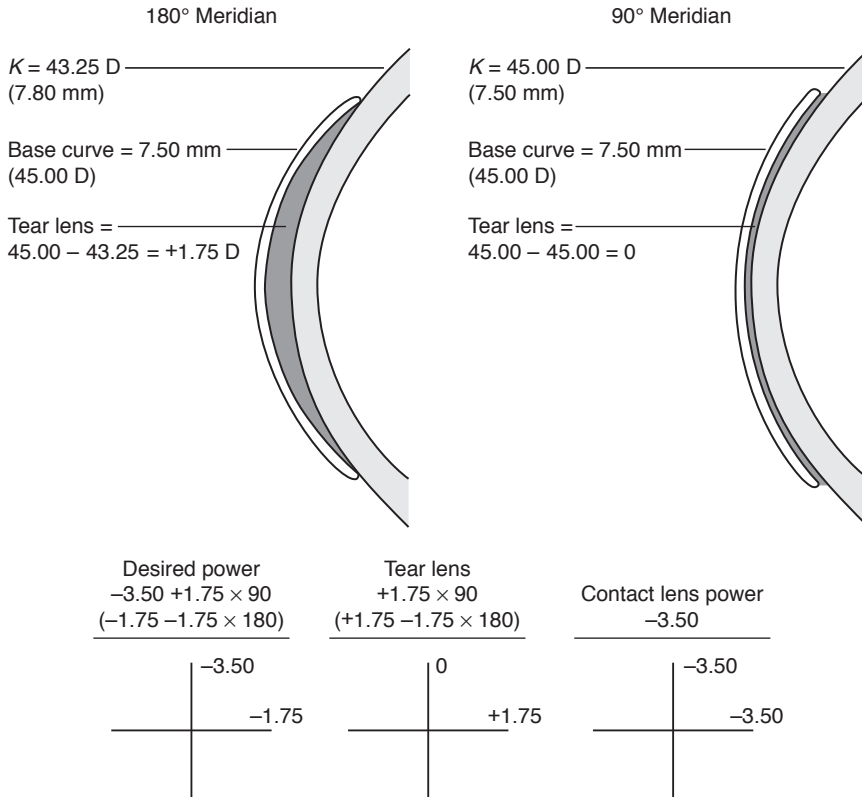 180° Meridian
K = 43.25 D
(7.80 mm)
Base curve = 7.50 mm
(45.00 D)
Tear lens =
45.00 – 43.25 = +1.75 D
90° Meridian
K = 45.00 D
(7.50 mm)
Base curve = 7.50 mm
(45.00 D)
Tear lens =
45.00 – 45.00 = 0
Desired power
–3.50 +1.75 × 90
(–1.75 –1.75 × 180)
–3.50
–1.75
Tear lens
+1.75 × 90
(+1.75 –1.75 × 180)
0
+1.75
Contact lens power
–3.50
–3.50
–3.50